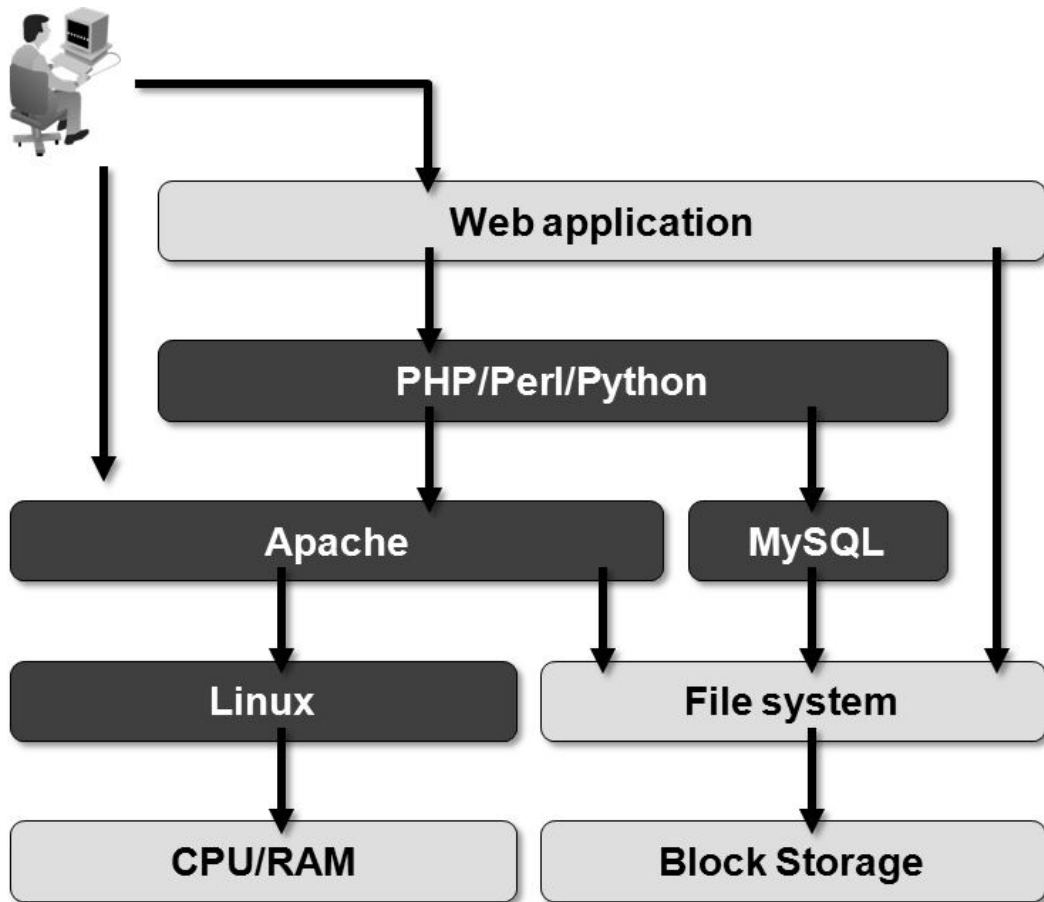 Web application
PHP/Perl/Python
Apache
MySQL
Linux
File system
CPU/RAM
Block Storage